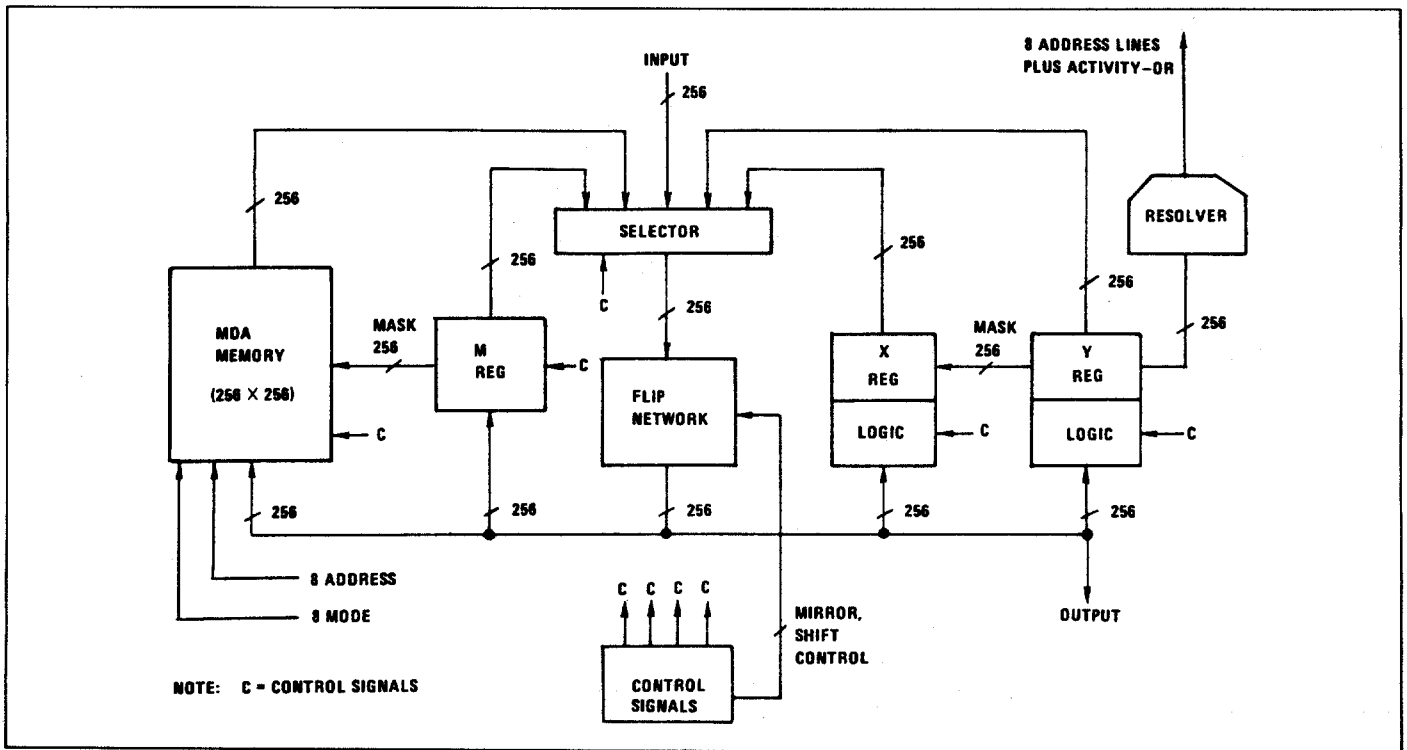 8 ADDRESS LINES
PLUS ACTIVITY-OR
INPUT
256
256
SELECTOR
RESOLVER
256
256
C
256
256
256
256
MDA
MEMORY
(256 X 256)
MASK
256
M
REG
C
C
FLIP
NETWORK
X
REG
LOGIC
C
MASK
256
Y
REG
LOGIC
C
256
256
256
256
256
8 ADDRESS
8 MODE
C C C C
MIRROR,
SHIFT
CONTROL
OUTPUT
CONTROL
SIGNALS
NOTE: C = CONTROL SIGNALS